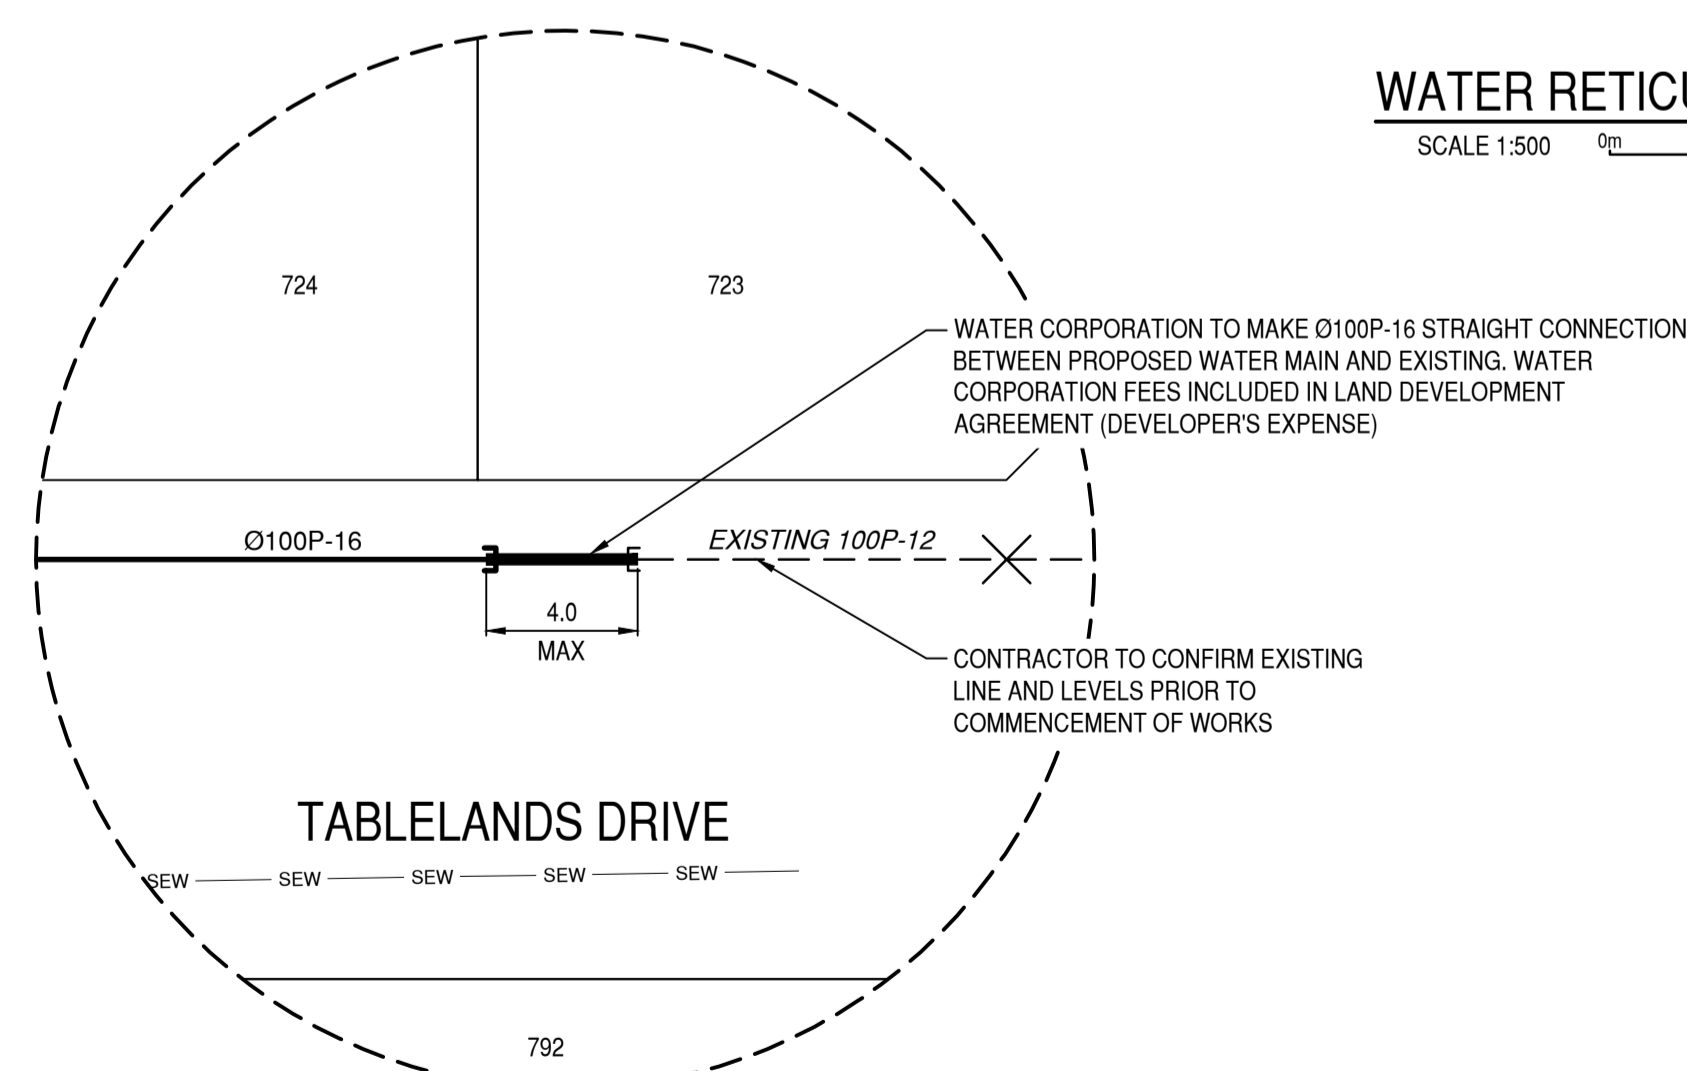 WATER RETICU
SCALE 1:500
0m
724
723
WATER CORPORATION TO MAKE Ø100P-16 STRAIGHT CONNECTION
BETWEEN PROPOSED WATER MAIN AND EXISTING. WATER
CORPORATION FEES INCLUDED IN LAND DEVELOPMENT
AGREEMENT (DEVELOPER'S EXPENSE)
Ø100P-16
EXISTING 100P-12
4.0
MAX
CONTRACTOR TO CONFIRM EXISTING
LINE AND LEVELS PRIOR TO
COMMENCEMENT OF WORKS
TABLELANDS DRIVE
SEW SEW SEW SEW SEW
792